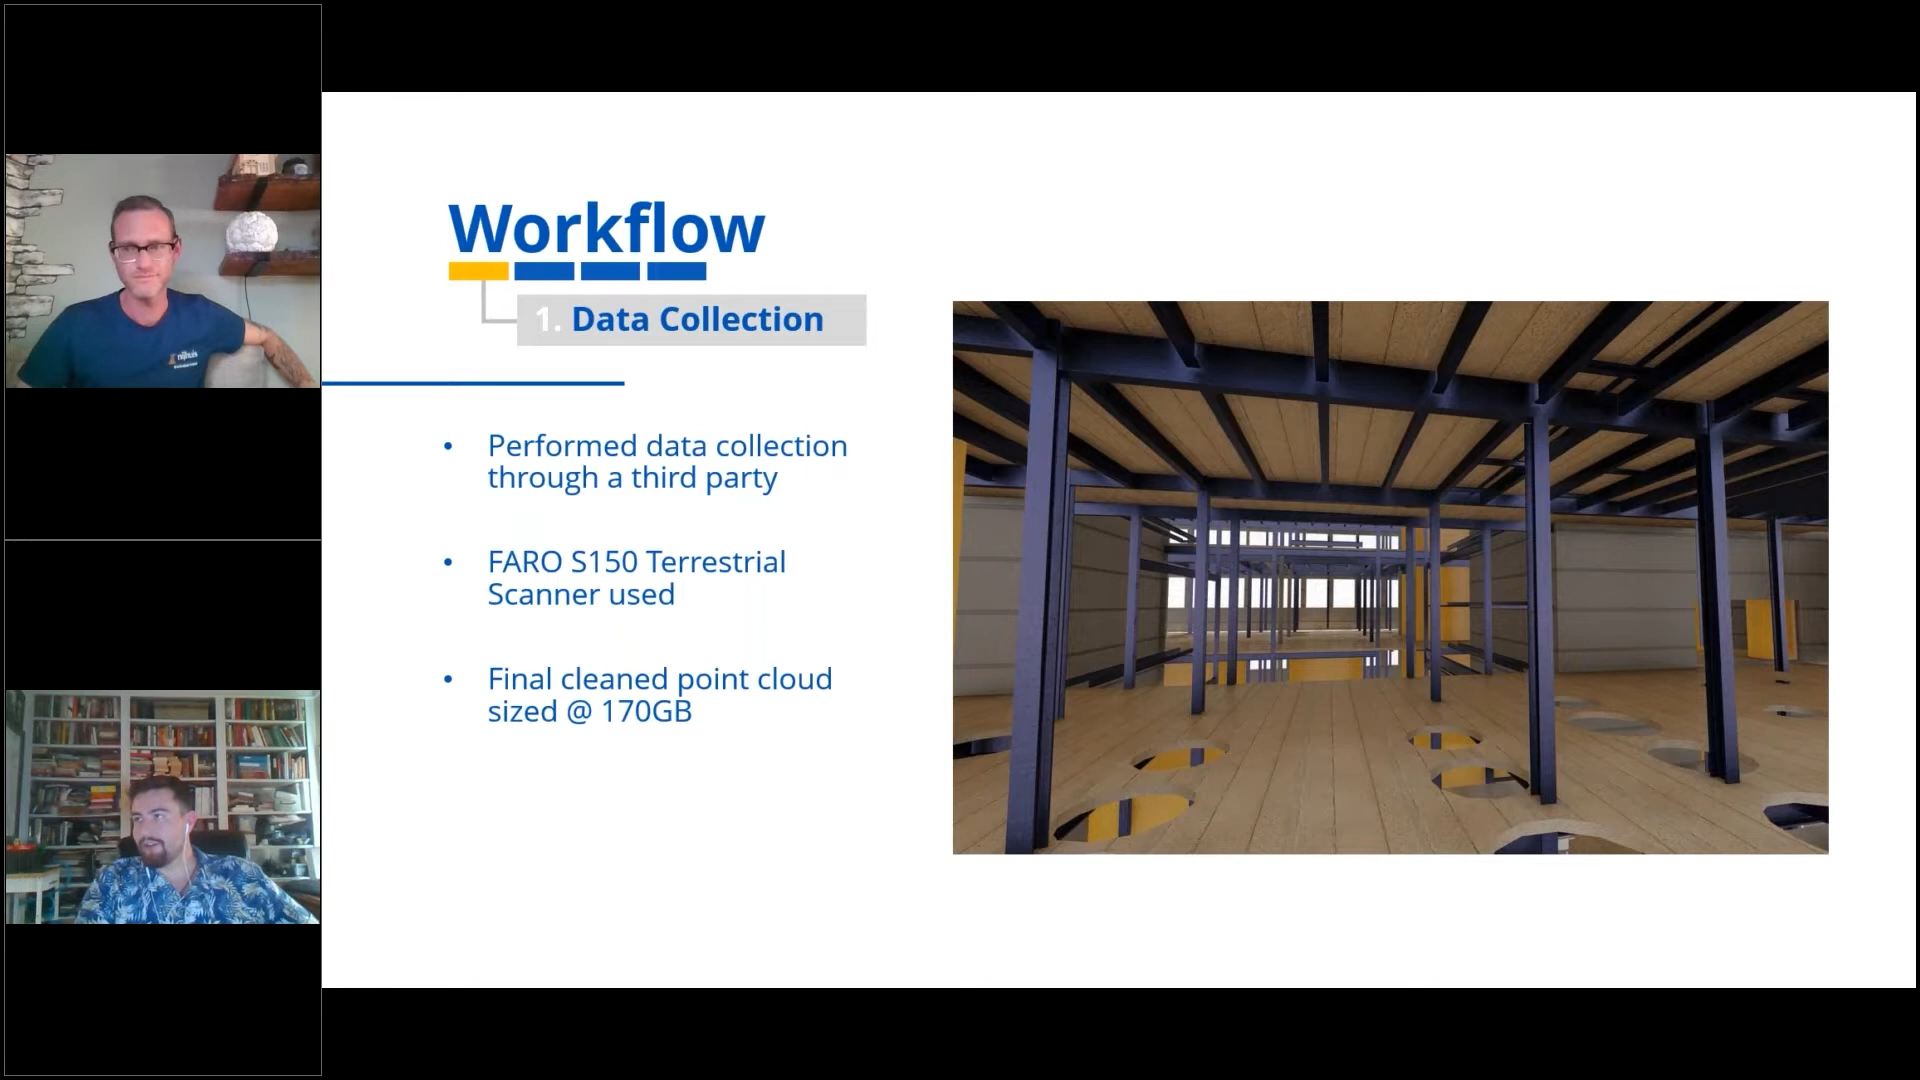 nijhuis
Workflow
1. Data Collection
• Performed data collection
through a third party
• FARO S150 Terrestrial
Scanner used
• Final cleaned point cloud
sized @ 170GB